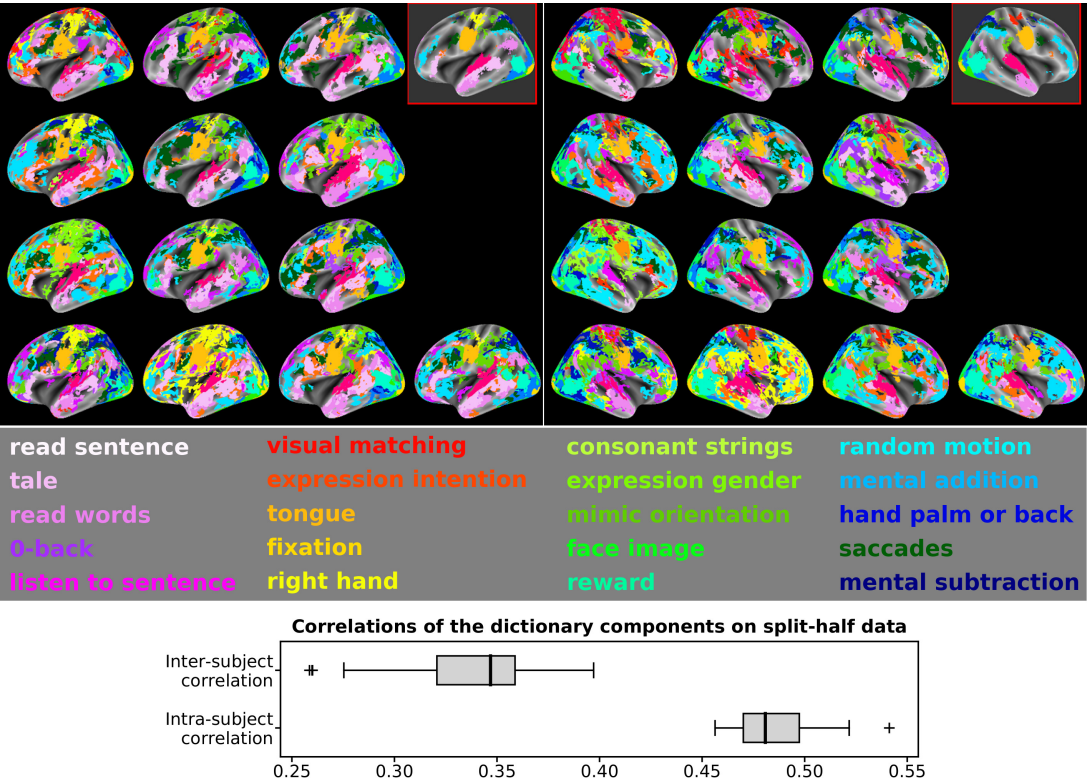 read sentence
visual matching
consonant strings
random motion
tale
expression intention
expression gender
mental addition
read words
tongue
mimic orientation
hand palm or back
0-back
fixation
face image
saccades
listen to sentence
right hand
reward
mental subtraction
Correlations of the dictionary components on split-half data
Inter-subject
correlation
Intra-subject
correlation
0.25 0.30 0.35 0.40 0.45 0.50 0.55